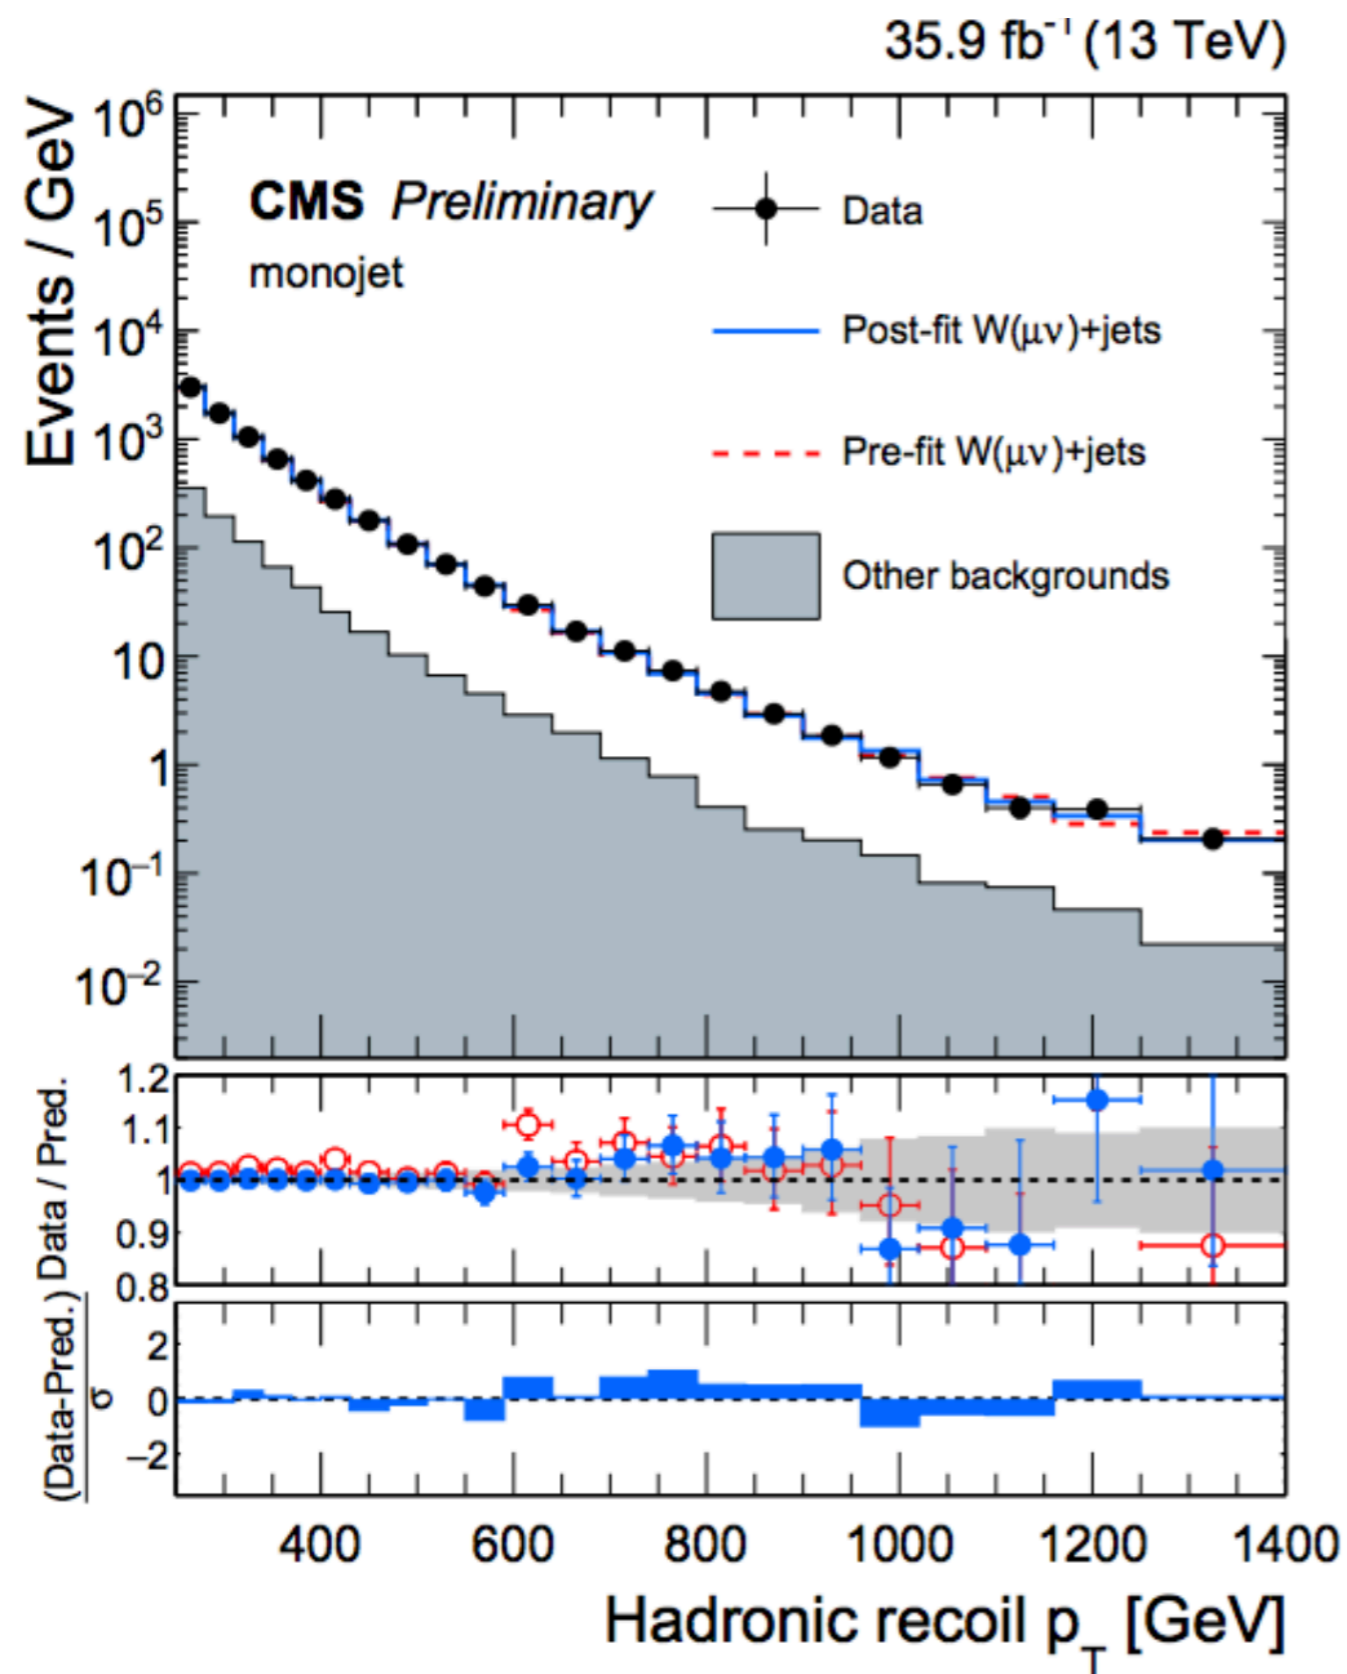 35.9 fb⁻¹ (13 TeV)
Events / GeV
10⁶
10⁵
10⁴
10³
10²
10
1
10⁻¹
10⁻²
CMS Preliminary
monojet
Data
Post-fit W(μν)+jets
Pre-fit W(μν)+jets
Other backgrounds
Data / Pred.
1.2
1.1
1
0.9
0.8
(Data-Pred.)
σ
2
0
−2
400 600 800 1000 1200 1400
Hadronic recoil p_T [GeV]